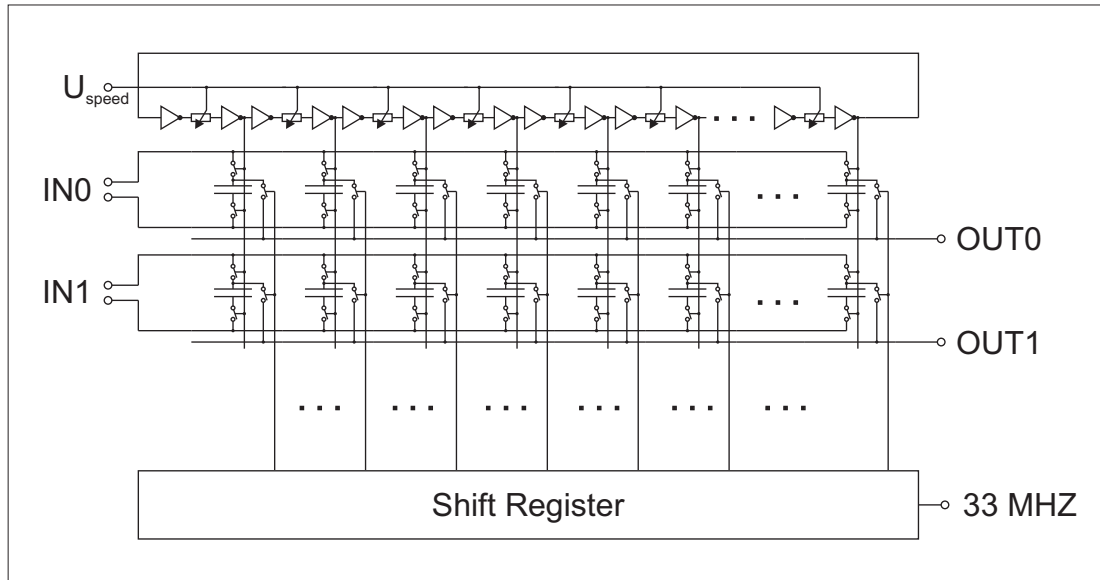 U speed
IN0
OUT0
IN1
OUT1
Shift Register
33 MHZ